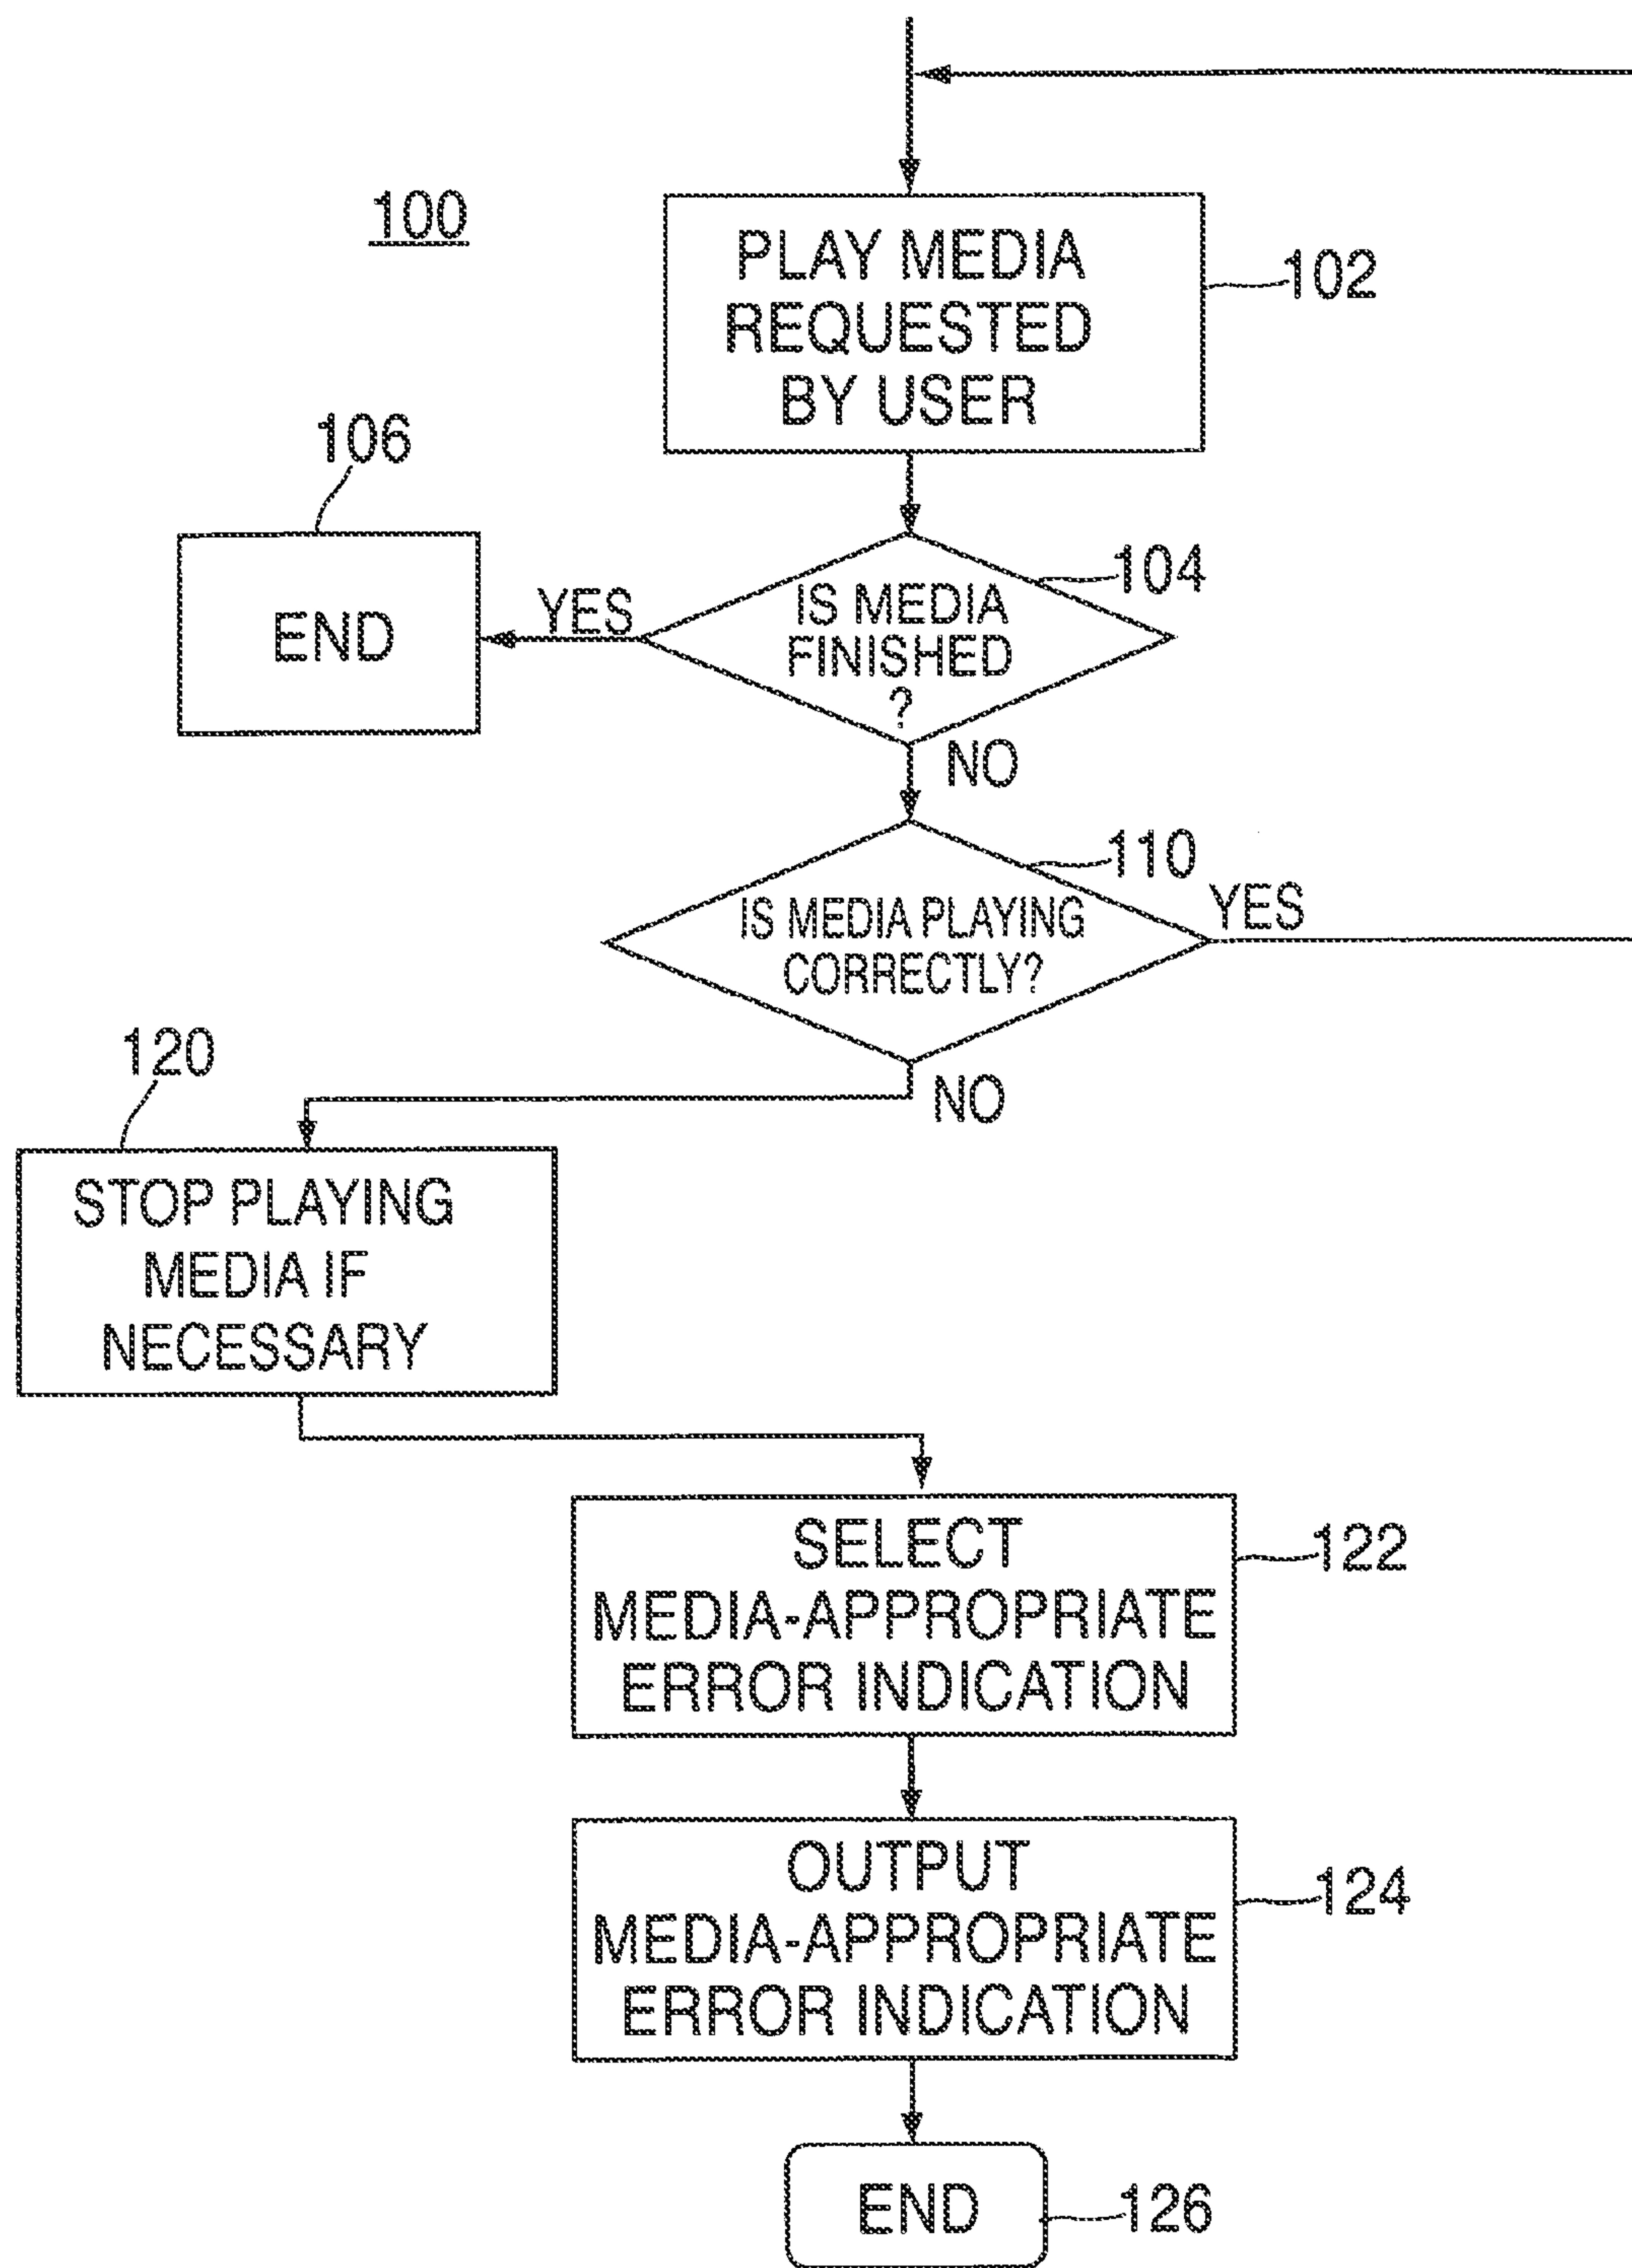 100
PLAY MEDIA
REQUESTED
BY USER
102
106
END
YES
IS MEDIA
FINISHED
?
104
NO
110
IS MEDIA PLAYING
CORRECTLY?
YES
NO
120
STOP PLAYING
MEDIA IF
NECESSARY
SELECT
MEDIA-APPROPRIATE
ERROR INDICATION
122
OUTPUT
MEDIA-APPROPRIATE
ERROR INDICATION
124
END
126